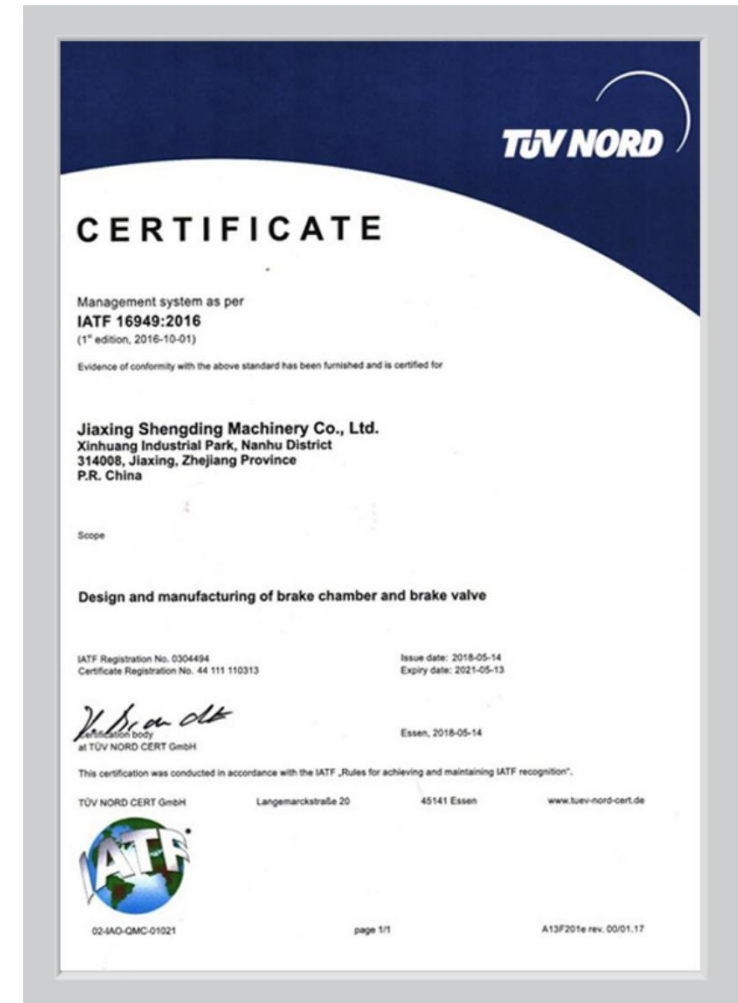 TÜV NORD
CERTIFICATE
Management system as per
IATF 16949:2016
(1st edition, 2016-10-01)
Evidence of conformity with the above standard has been furnished and is certified for
Jiaxing Shengding Machinery Co., Ltd.
Xinhuang Industrial Park, Nanhu District
314008, Jiaxing, Zhejiang Province
P.R. China
Scope
Design and manufacturing of brake chamber and brake valve
IATF Registration No. 0304494
Certificate Registration No. 44 111 110313
Issue date: 2018-05-14
Expiry date: 2021-05-13
Certification body
at TÜV NORD CERT GmbH
Essen, 2018-05-14
This certification was conducted in accordance with the IATF „Rules for achieving and maintaining IATF recognition“.
TÜV NORD CERT GmbH Langemarckstraße 20 45141 Essen www.tuev-nord-cert.de
IATF
02-IAO-QMC-01021 page 1/1 A13F201e rev. 00/01.17